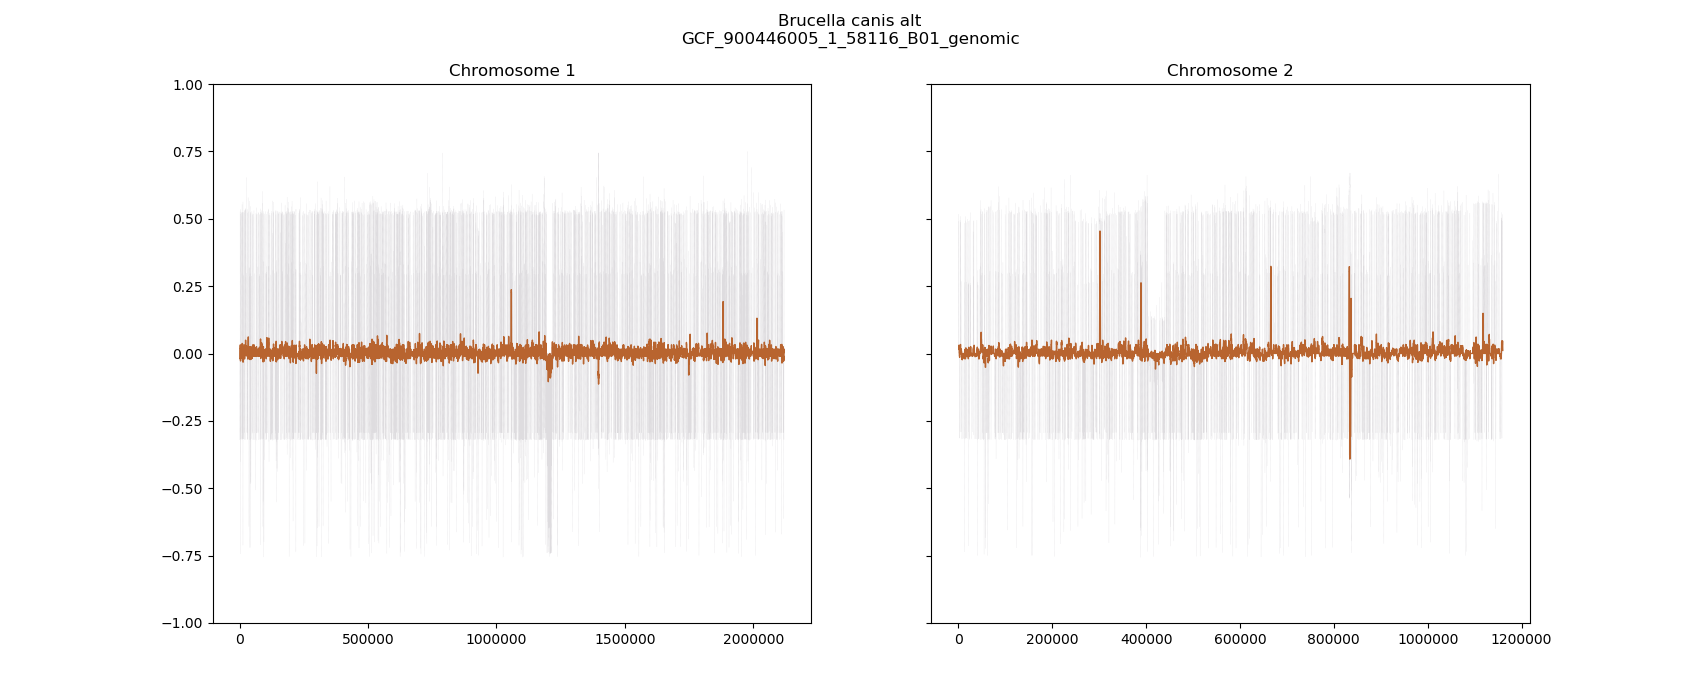 Brucella canis alt
GCF_900446005_1_58116_B01_genomic
Chromosome 1
Chromosome 2
1.00
0.75
0.50
0.25
0.00
−0.25
−0.50
−0.75
−1.00
0 500000 1000000 1500000 2000000
0 200000 400000 600000 800000 1000000 1200000